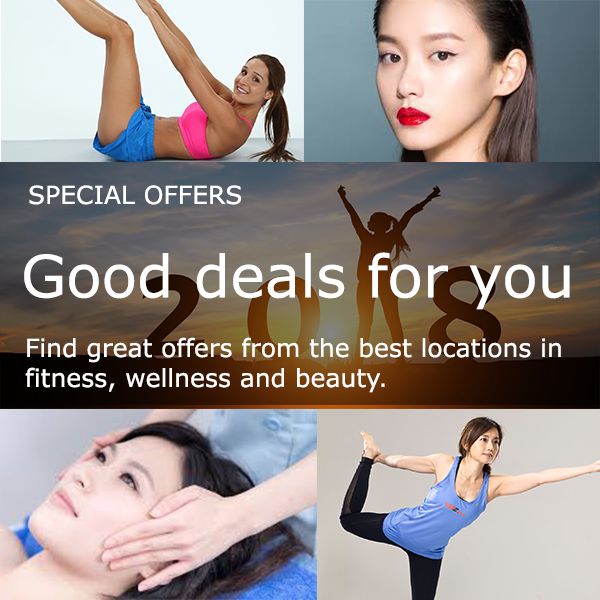 SPECIAL OFFERS
Good deals for you
2018
Find great offers from the best locations in
fitness, wellness and beauty.